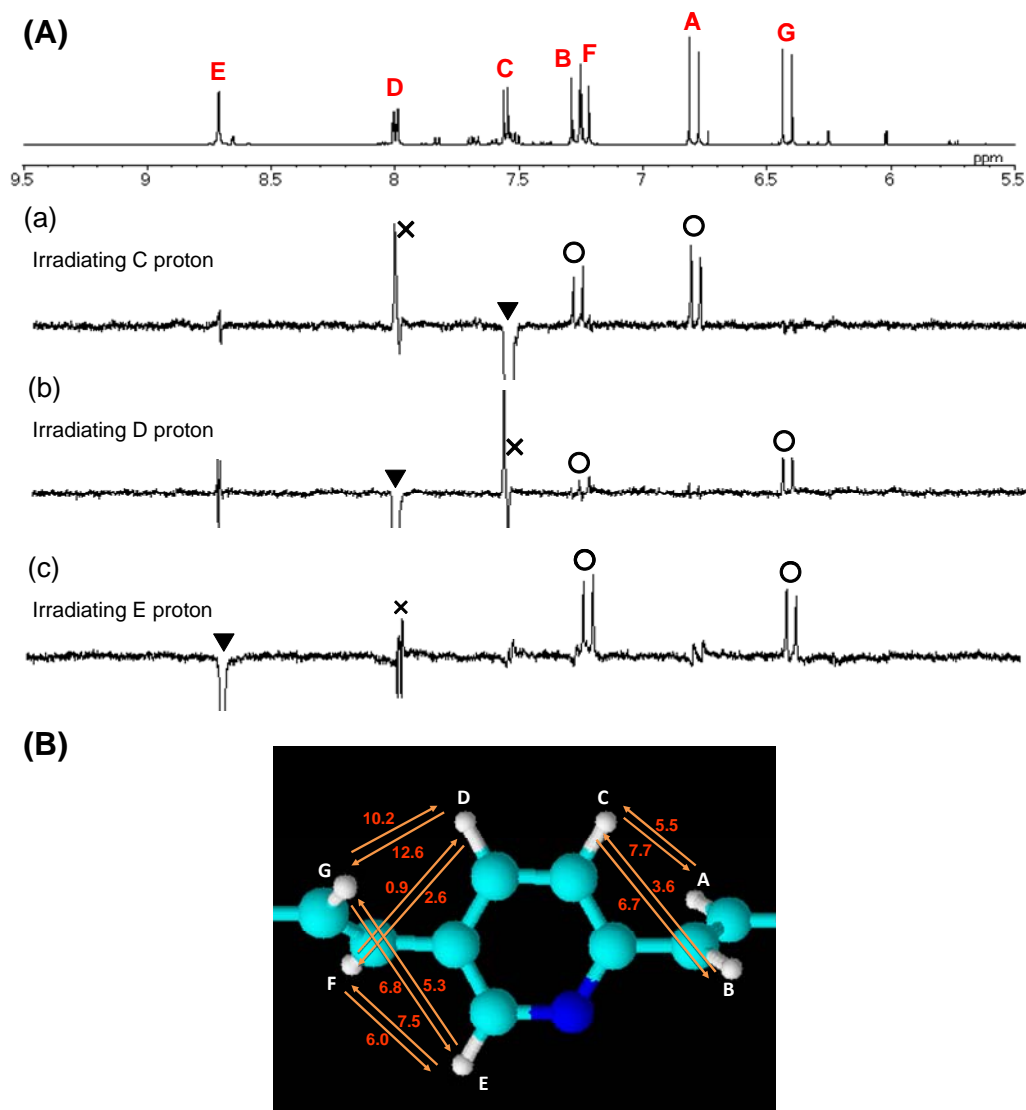 (A)
E D C B F A G
ppm
9.5 9 8.5 8 7.5 7 6.5 6 5.5
(a)
Irradiating C proton
(b)
Irradiating D proton
(c)
Irradiating E proton
(B)
D C
10.2 5.5
12.6 7.7
G A
0.9 2.6 3.6
6.7
F B
6.8 5.3
7.5
6.0
E